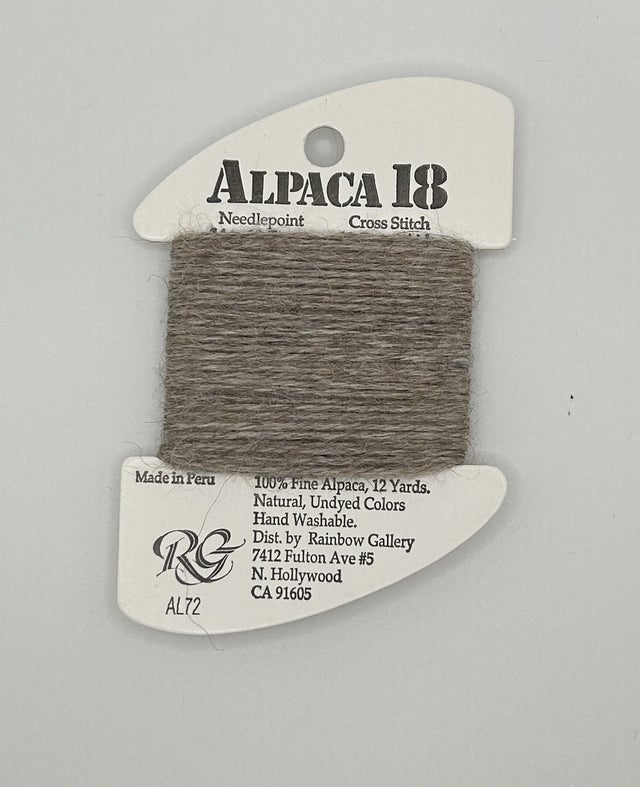 ALPACA 18
Needlepoint Cross Stitch
Made in Peru
100% Fine Alpaca, 12 Yards.
Natural, Undyed Colors
Hand Washable.
Dist. by Rainbow Gallery
7412 Fulton Ave #5
N. Hollywood
CA 91605
RG
AL72